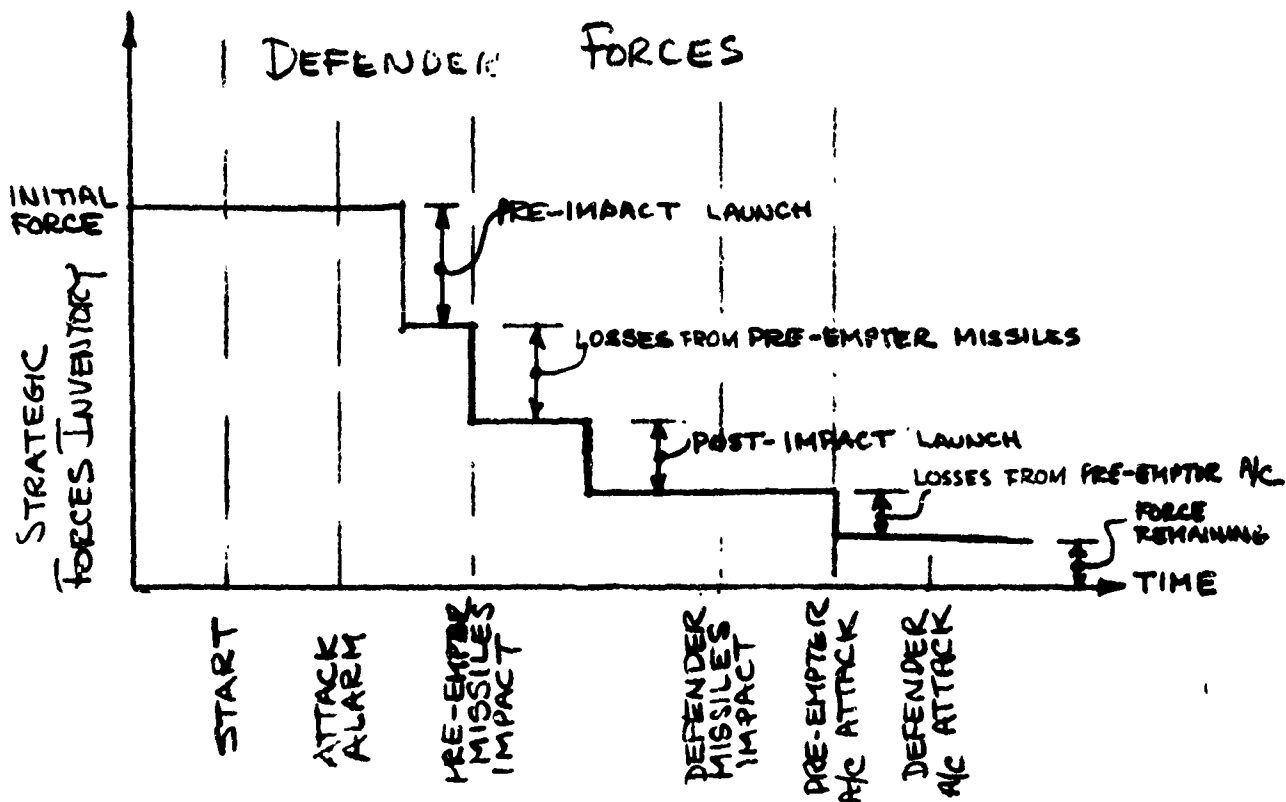 DEFENDER FORCES
INITIAL
FORCE
PRE-IMPACT LAUNCH
LOSSES FROM PRE-EMPTER MISSILES
POST-IMPACT LAUNCH
LOSSES FROM PRE-EMPTOR A/C
FORCE
REMAINING
STRATEGIC
FORCES INVENTORY
TIME
START
ATTACK
ALARM
PRE-EMPTER
MISSILES
IMPACT
DEFENDER
MISSILES
IMPACT
PRE-EMPTER
A/C ATTACK
DEFENDER
A/C ATTACK